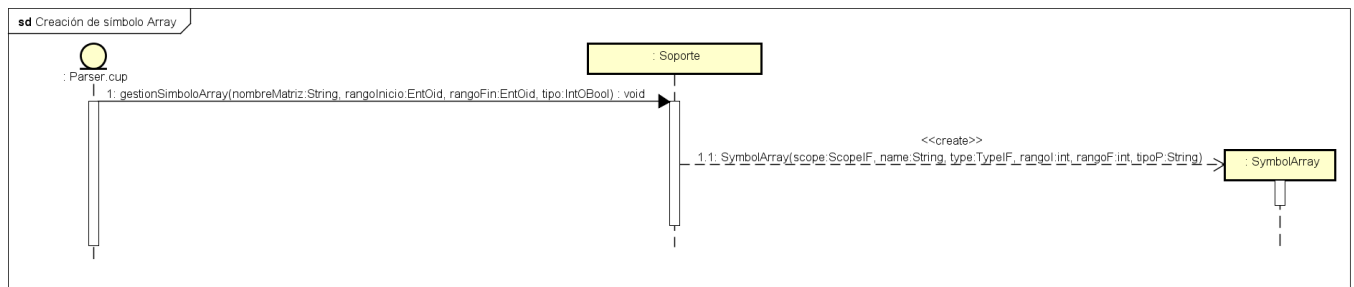 sd Creación de símbolo Array
: Parser.cup
: Soporte
1: gestionSimboloArray(nombreMatriz:String, rangoInicio:EntOid, rangoFin:EntOid, tipo:IntOBool) : void
<<create>>
1.1: SymbolArray(scope:ScopeIF, name:String, type:TypeIF, rangoI:int, rangoF:int, tipoP:String)
: SymbolArray